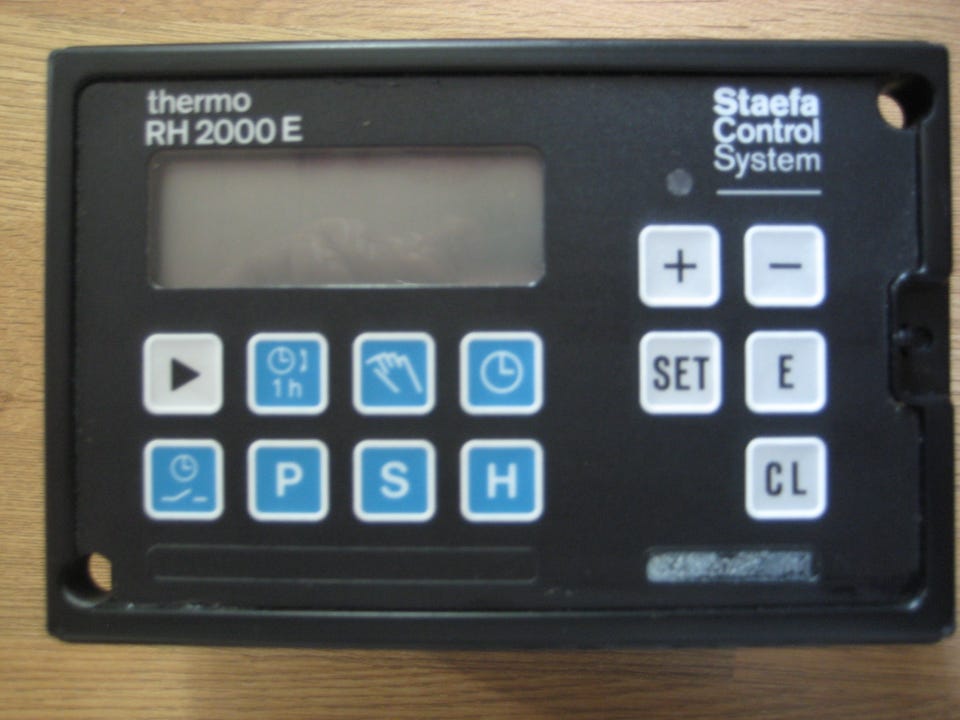 thermo
RH 2000 E
Staefa
Control
System
+ −
1h
SET E
P S H
CL